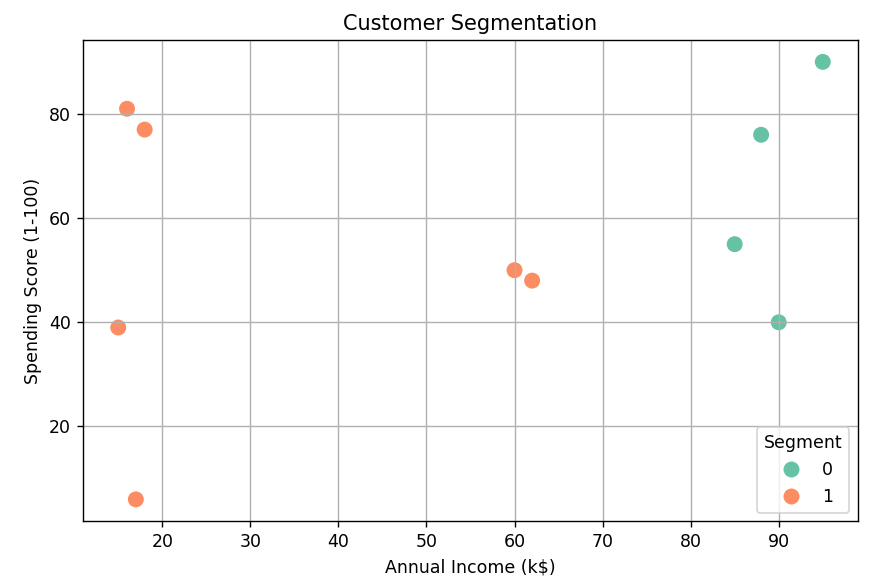 Customer Segmentation
Spending Score (1-100)
80
60
40
20
20 30 40 50 60 70 80 90
Annual Income (k$)
Segment
0
1